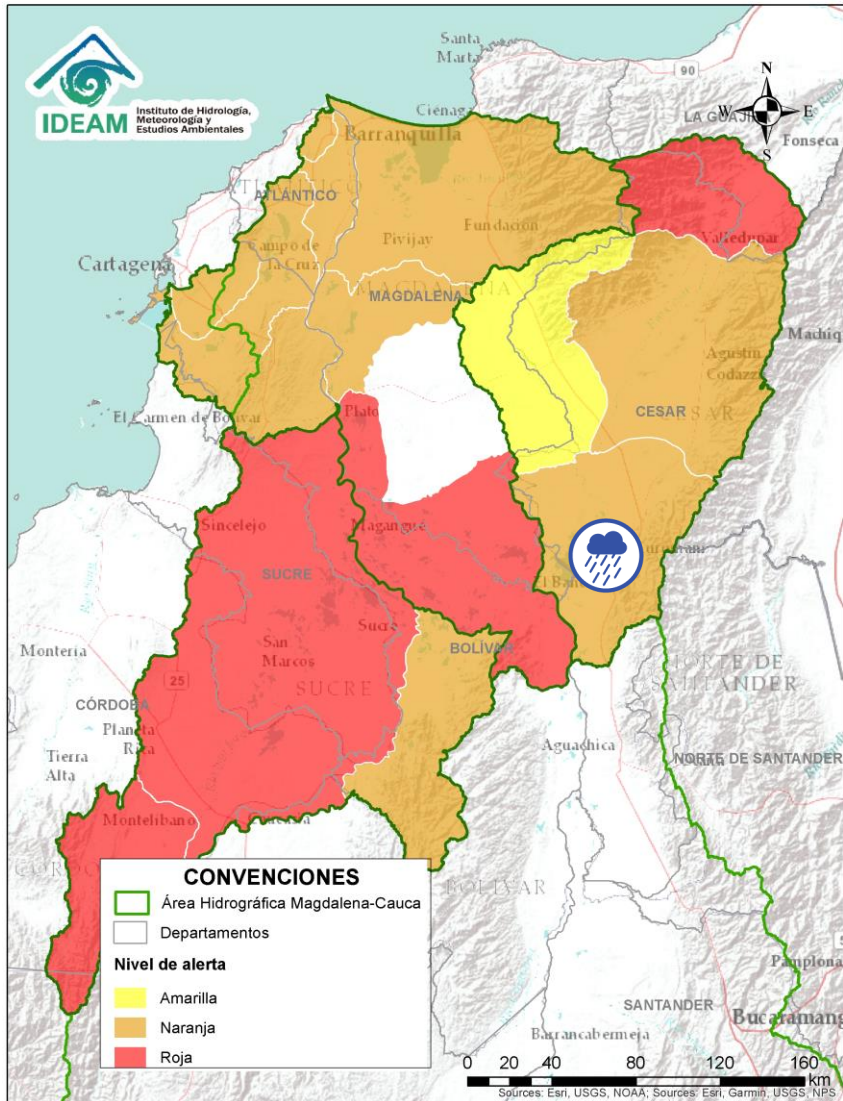 IDEAM
Instituto de Hidrología,
Meteorología y
Estudios Ambientales
Santa
Marta
90
N
W
E
S
Ciénaga
LA GUAJIRA
Fonseca
Barranquilla
ATLÁNTICO
Fundación
Valledupar
Pivijay
Campo de
la Cruz
Cartagena
MAGDALENA
Agustín
Codazzi
El Carmen de Bolívar
Plato
CESAR
Sincelejo
Magangué
SUCRE
Sucre
BOLÍVAR
Montería
San
Marcos
SUCRE
25
CÓRDOBA
Planeta
Rica
Tierra
Alta
NORTE DE
SANTANDER
Aguachica
NORTE DE SANTANDER
Montelíbano
BOLÍVAR
CONVENCIONES
Área Hidrográfica Magdalena-Cauca
Departamentos
Nivel de alerta
Amarilla
Naranja
Roja
Pamplona
SANTANDER
Barrancabermeja
0 20 40 80 120 160
km
Sources: Esri, USGS, NOAA; Sources: Esri, Garmin, USGS, NPS